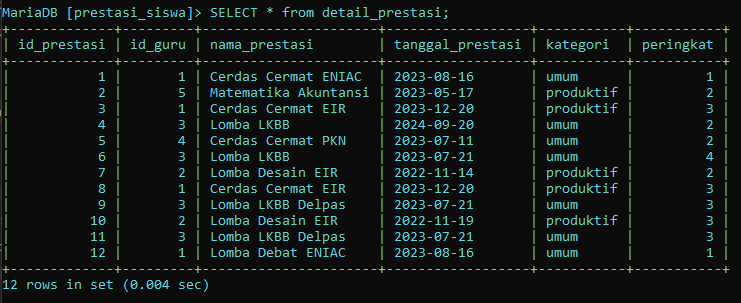 MariaDB [prestasi_siswa]> SELECT * from detail_prestasi;
+-------------+---------+----------------------+------------------+-----------+-----------+
| id_prestasi | id_guru | nama_prestasi        | tanggal_prestasi | kategori  | peringkat |
+-------------+---------+----------------------+------------------+-----------+-----------+
|           1 |       1 | Cerdas Cermat ENIAC  | 2023-08-16       | umum      |         1 |
|           2 |       5 | Matematika Akuntansi | 2023-05-17       | produktif |         2 |
|           3 |       1 | Cerdas Cermat EIR    | 2023-12-20       | produktif |         3 |
|           4 |       3 | Lomba LKBB           | 2024-09-20       | umum      |         2 |
|           5 |       4 | Cerdas Cermat PKN    | 2023-07-11       | umum      |         2 |
|           6 |       3 | Lomba LKBB           | 2023-07-21       | umum      |         4 |
|           7 |       2 | Lomba Desain EIR     | 2022-11-14       | produktif |         2 |
|           8 |       1 | Cerdas Cermat EIR    | 2023-12-20       | produktif |         3 |
|           9 |       3 | Lomba LKBB Delpas    | 2023-07-21       | umum      |         3 |
|          10 |       2 | Lomba Desain EIR     | 2022-11-19       | produktif |         3 |
|          11 |       3 | Lomba LKBB Delpas    | 2023-07-21       | umum      |         3 |
|          12 |       1 | Lomba Debat ENIAC    | 2023-08-16       | umum      |         1 |
+-------------+---------+----------------------+------------------+-----------+-----------+
12 rows in set (0.004 sec)